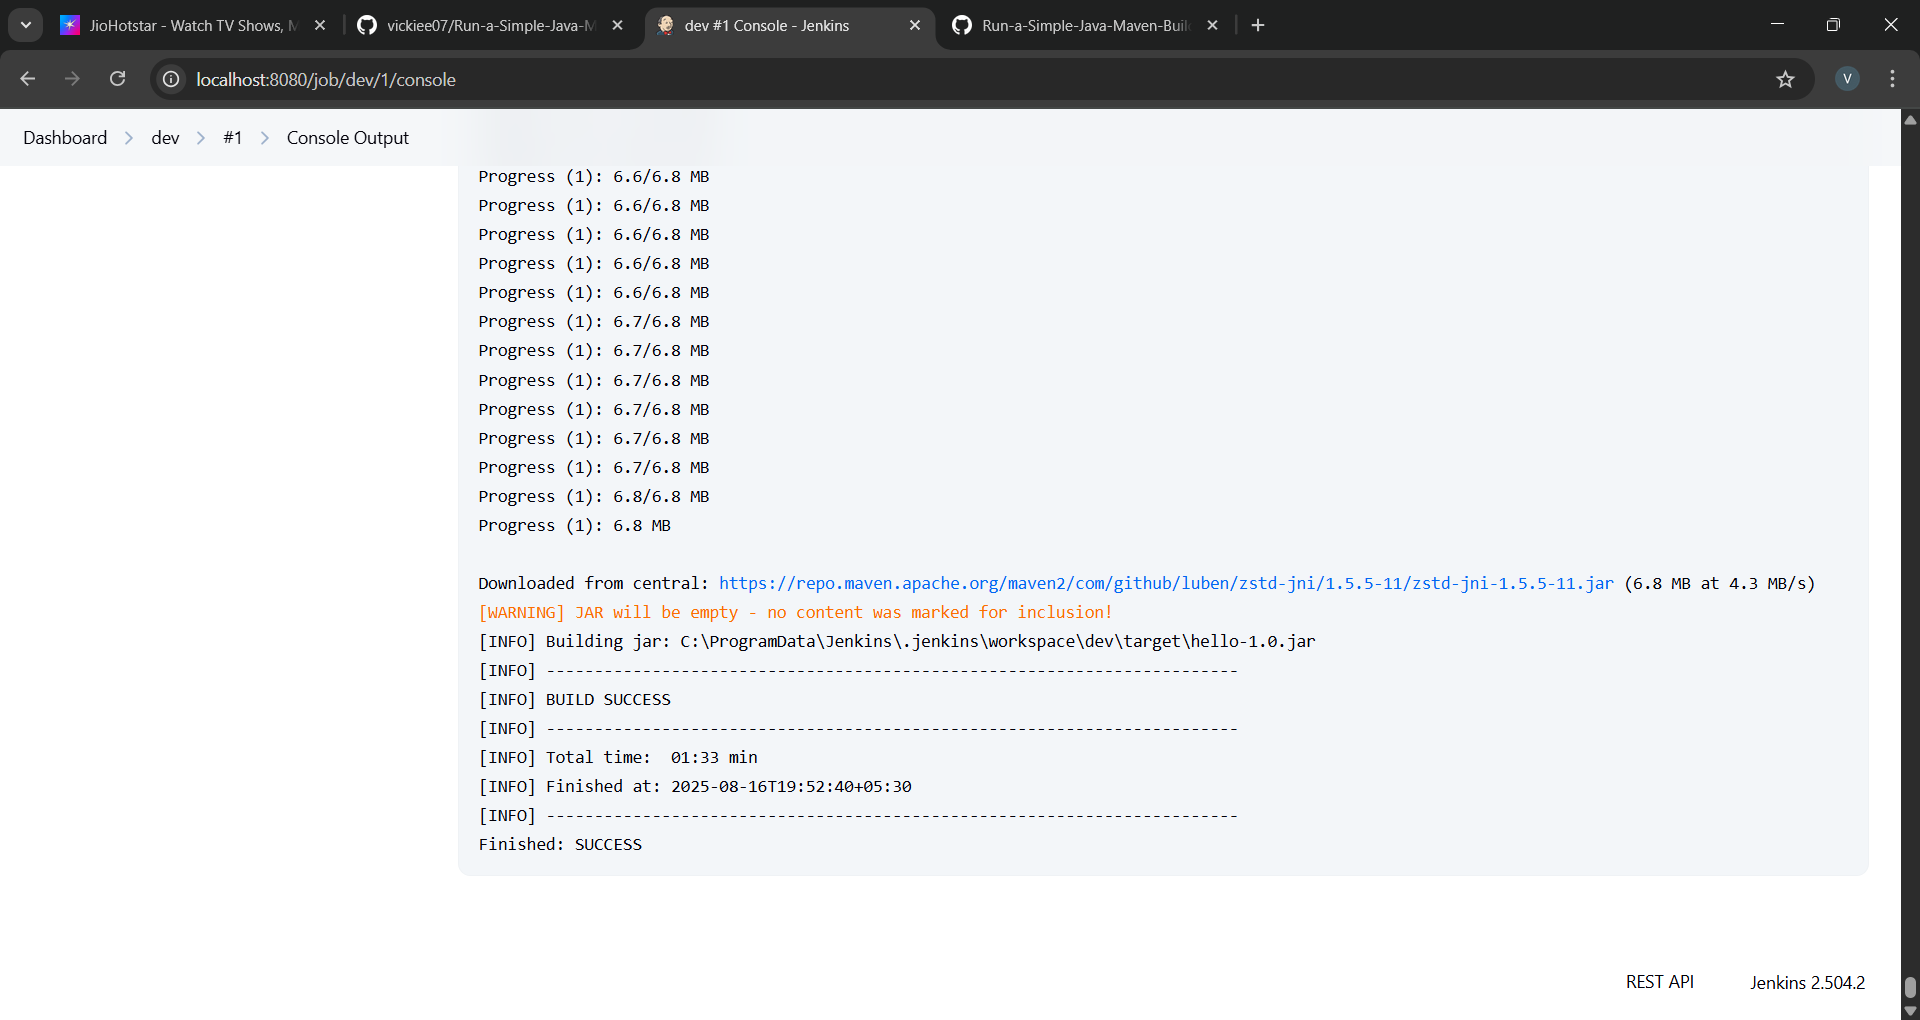 JioHotstar - Watch TV Shows, M
vickiee07/Run-a-Simple-Java-M
dev #1 Console - Jenkins
Run-a-Simple-Java-Maven-Buil
localhost:8080/job/dev/1/console
V
Dashboard > dev > #1 > Console Output
Progress (1): 6.6/6.8 MB
Progress (1): 6.6/6.8 MB
Progress (1): 6.6/6.8 MB
Progress (1): 6.6/6.8 MB
Progress (1): 6.6/6.8 MB
Progress (1): 6.7/6.8 MB
Progress (1): 6.7/6.8 MB
Progress (1): 6.7/6.8 MB
Progress (1): 6.7/6.8 MB
Progress (1): 6.7/6.8 MB
Progress (1): 6.7/6.8 MB
Progress (1): 6.8/6.8 MB
Progress (1): 6.8 MB
Downloaded from central: https://repo.maven.apache.org/maven2/com/github/luben/zstd-jni/1.5.5-11/zstd-jni-1.5.5-11.jar (6.8 MB at 4.3 MB/s)
[WARNING] JAR will be empty - no content was marked for inclusion!
[INFO] Building jar: C:\ProgramData\Jenkins\.jenkins\workspace\dev\target\hello-1.0.jar
[INFO] ------------------------------------------------------------------------
[INFO] BUILD SUCCESS
[INFO] ------------------------------------------------------------------------
[INFO] Total time:  01:33 min
[INFO] Finished at: 2025-08-16T19:52:40+05:30
[INFO] ------------------------------------------------------------------------
Finished: SUCCESS
REST API
Jenkins 2.504.2